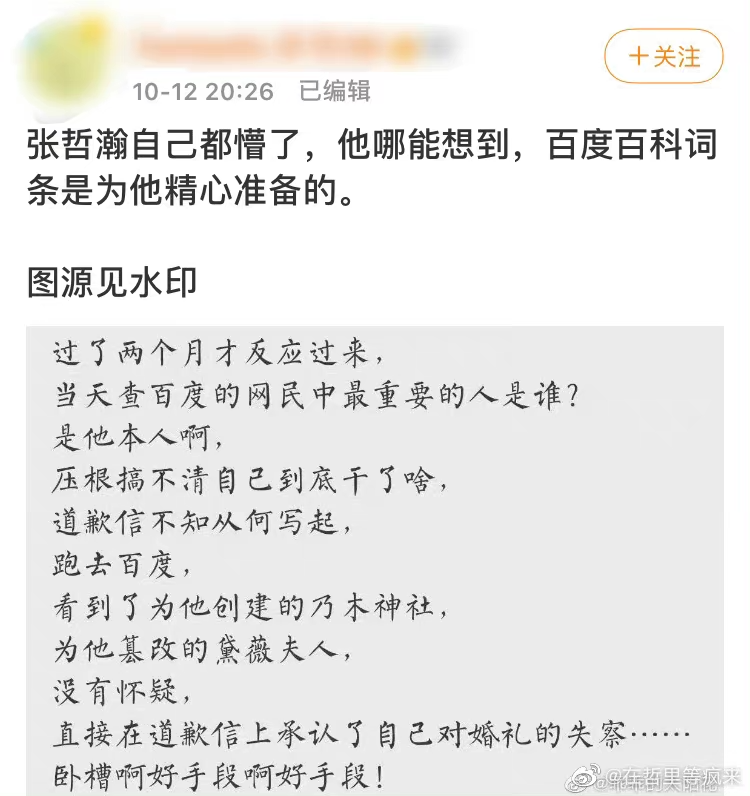 +关注
10-12 20:26 已编辑
张哲瀚自己都懵了，他哪能想到，百度百科词
条是为他精心准备的。
图源见水印
过了两个月才反应过来，
当天查百度的网民中最重要的人是谁？
是他本人啊，
压根搞不清自己到底干了啥，
道歉信不知从何写起，
跑去百度，
看到了为他创建的乃木神社，
为他篡改的黛薇夫人，
没有怀疑，
直接在道歉信上承认了自己对婚礼的失察……
卧槽啊好手段啊好手段！
@在哲里等疯来